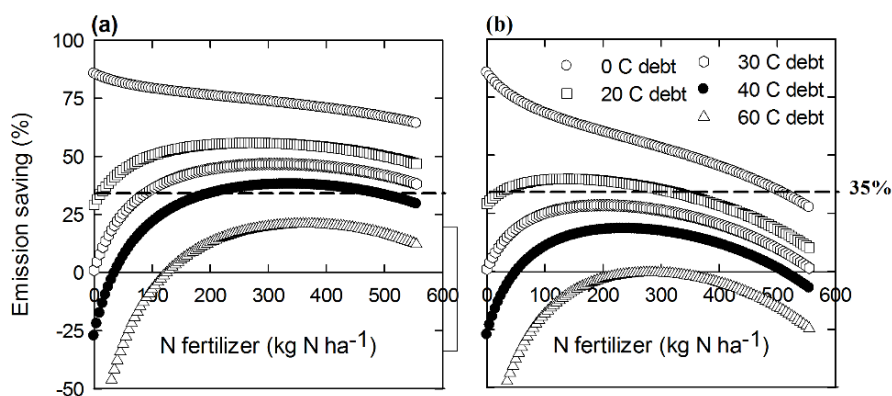 (a)
(b)
100
75
50
25
0
-25
-50
Emission saving (%)
0 100 200 300 400 500 600
N fertilizer (kg N ha⁻¹)
0 100 200 300 400 500 600
N fertilizer (kg N ha⁻¹)
0 C debt
20 C debt
30 C debt
40 C debt
60 C debt
35%